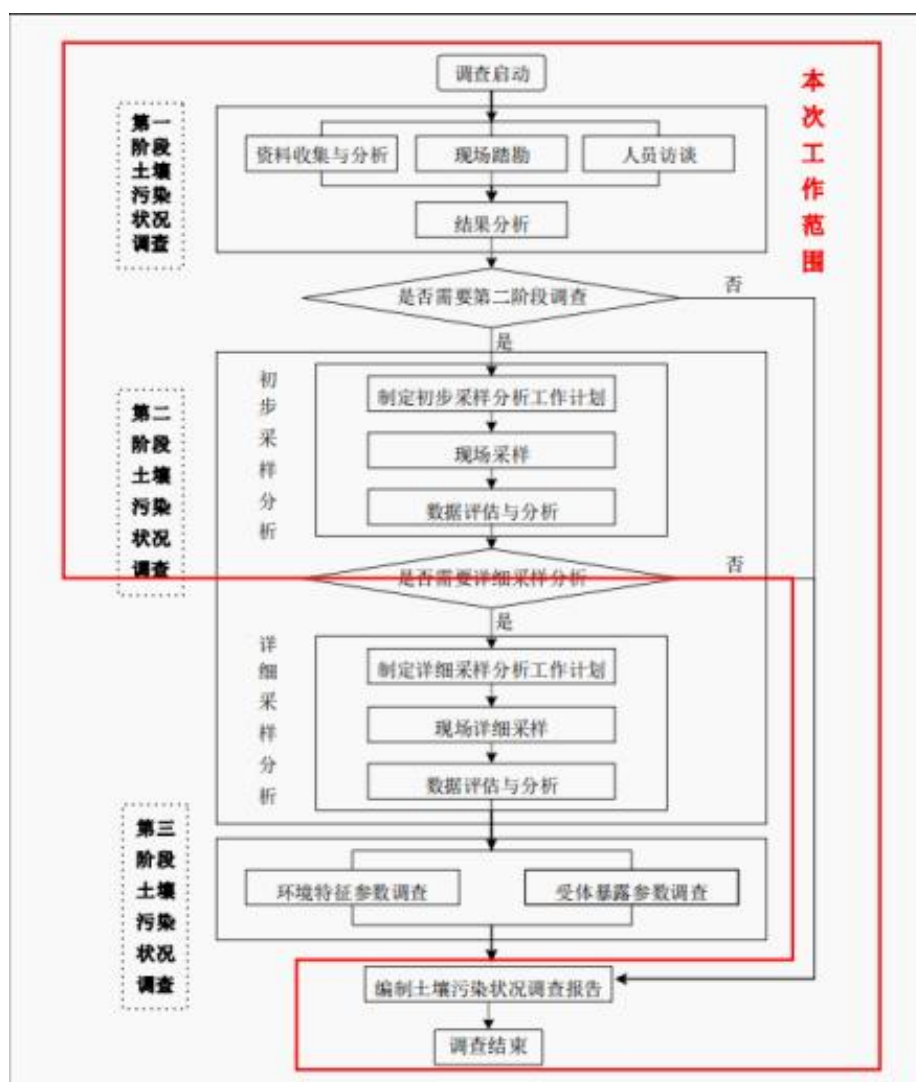 调查启动
本次工作范围
第一阶段土壤污染状况调查
资料收集与分析
现场踏勘
人员访谈
结果分析
是否需要第二阶段调查
否
是
第二阶段土壤污染状况调查
初步采样分析
制定初步采样分析工作计划
现场采样
数据评估与分析
是否需要详细采样分析
否
是
详细采样分析
制定详细采样分析工作计划
现场详细采样
数据评估与分析
第三阶段土壤污染状况调查
环境特征参数调查
受体暴露参数调查
编制土壤污染状况调查报告
调查结束